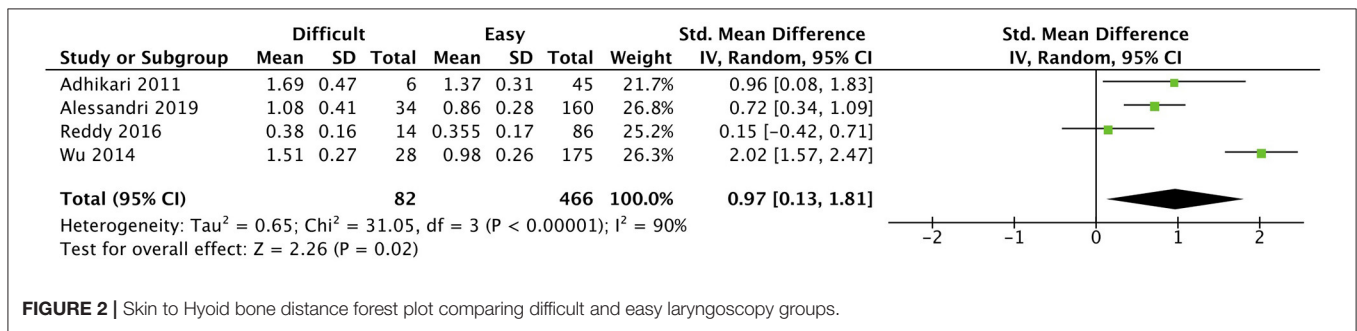 Difficult Easy Std. Mean Difference Std. Mean Difference
Study or Subgroup Mean SD Total Mean SD Total Weight IV, Random, 95% CI IV, Random, 95% CI
Adhikari 2011 1.69 0.47 6 1.37 0.31 45 21.7% 0.96 [0.08, 1.83]
Alessandri 2019 1.08 0.41 34 0.86 0.28 160 26.8% 0.72 [0.34, 1.09]
Reddy 2016 0.38 0.16 14 0.355 0.17 86 25.2% 0.15 [−0.42, 0.71]
Wu 2014 1.51 0.27 28 0.98 0.26 175 26.3% 2.02 [1.57, 2.47]
Total (95% CI) 82 466 100.0% 0.97 [0.13, 1.81]
Heterogeneity: Tau² = 0.65; Chi² = 31.05, df = 3 (P < 0.00001); I² = 90%
Test for overall effect: Z = 2.26 (P = 0.02)
−2 −1 0 1 2
FIGURE 2 | Skin to Hyoid bone distance forest plot comparing difficult and easy laryngoscopy groups.